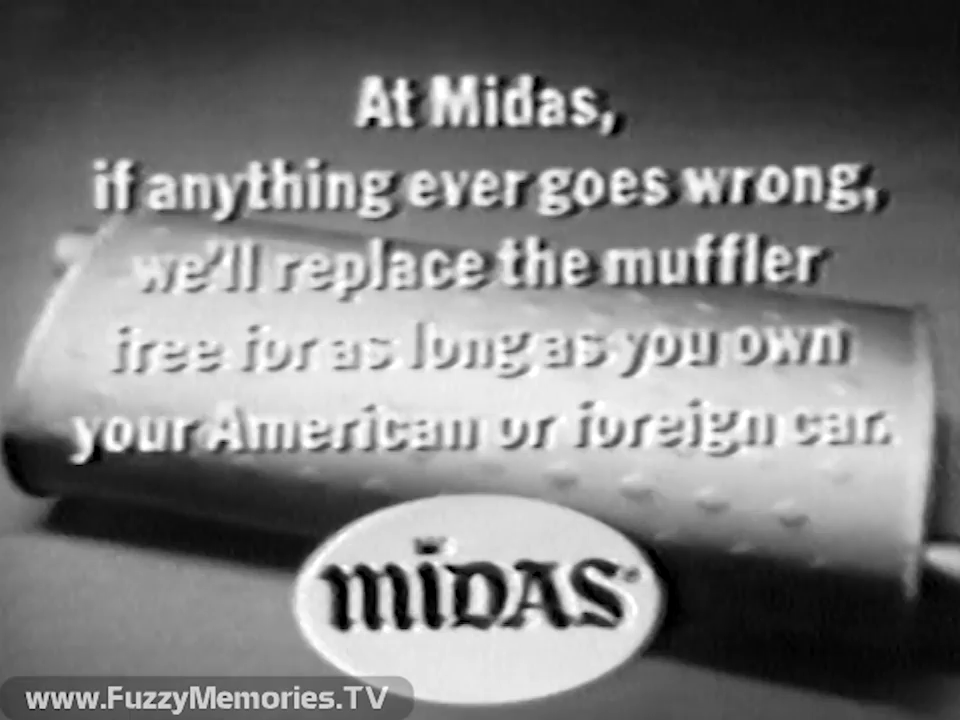 At Midas,
if anything ever goes wrong,
we'll replace the muffler
free for as long as you own
your American or foreign car.
MiDAS
www.FuzzyMemories.TV